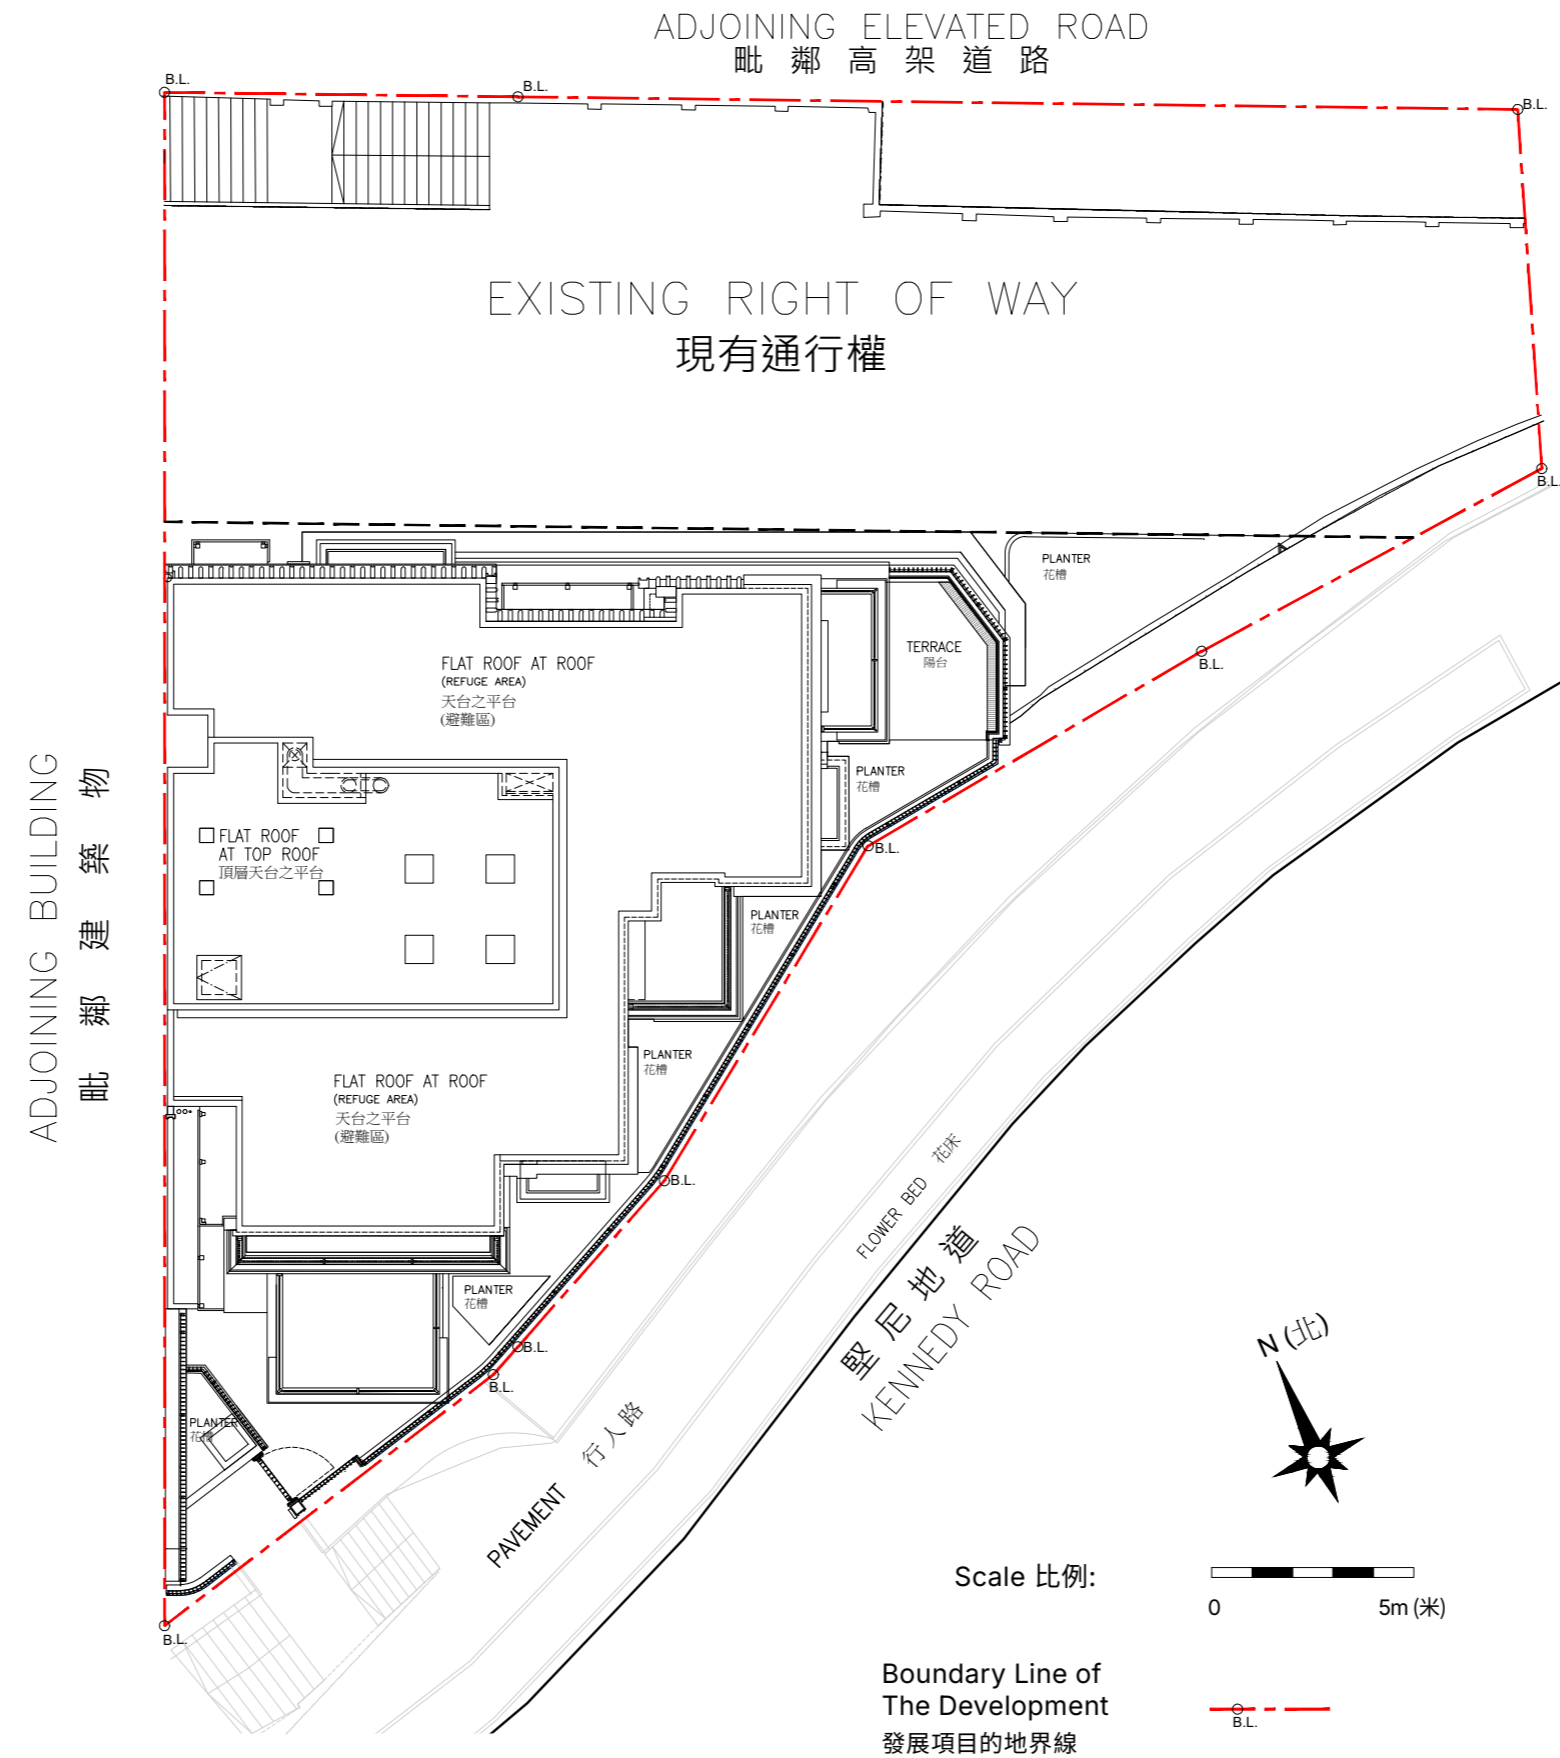 ADJOINING ELEVATED ROAD
毗鄰高架道路
B.L.
B.L.
B.L.
EXISTING RIGHT OF WAY
現有通行權
B.L.
PLANTER
花槽
TERRACE
陽台
B.L.
FLAT ROOF AT ROOF
(REFUGE AREA)
天台之平台
(避難區)
PLANTER
花槽
ADJOINING BUILDING
毗鄰建築物
FLAT ROOF
AT TOP ROOF
頂層天台之平台
B.L.
PLANTER
花槽
PLANTER
花槽
FLAT ROOF AT ROOF
(REFUGE AREA)
天台之平台
(避難區)
B.L.
FLOWER BED 花床
堅尼地道
KENNEDY ROAD
PLANTER
花槽
B.L.
B.L.
PLANTER
花槽
PAVEMENT 行人路
B.L.
N (北)
Scale 比例:
0 5m (米)
Boundary Line of
The Development
發展項目的地界線
B.L.